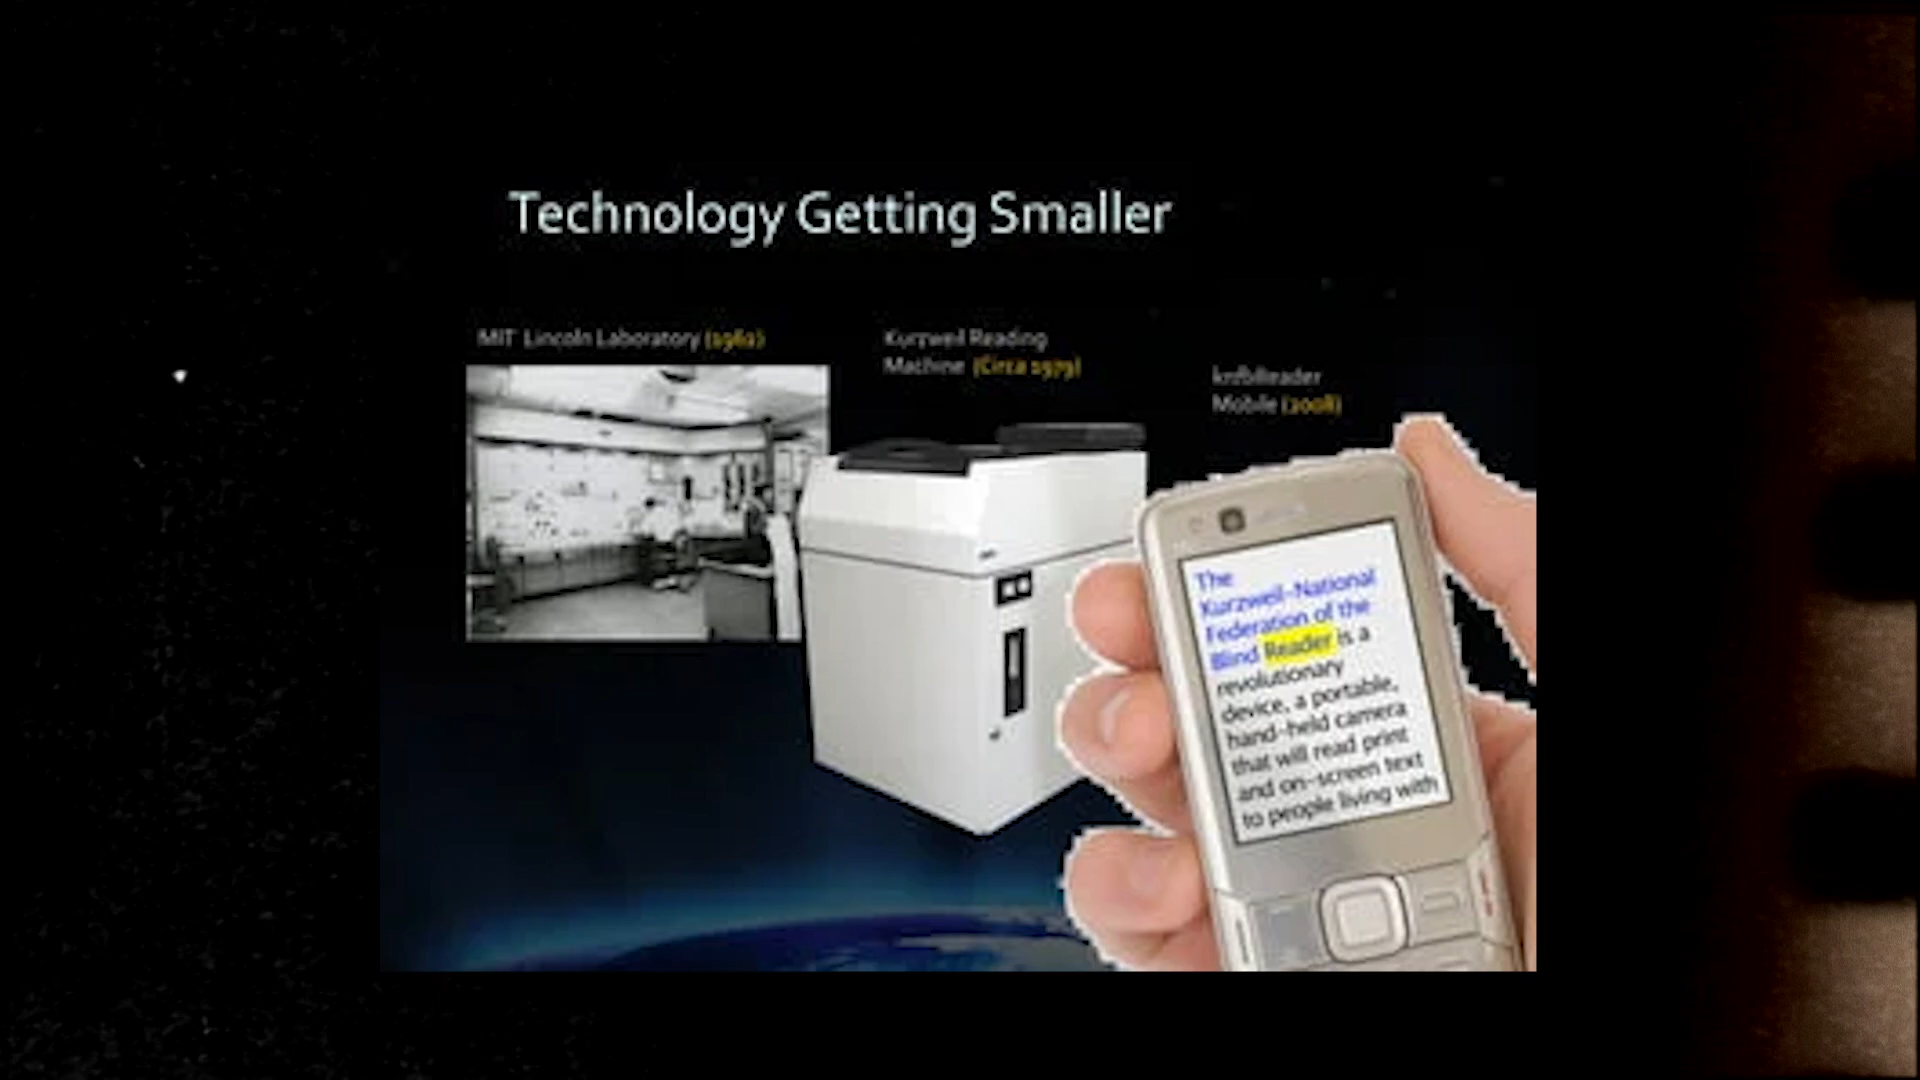 Technology Getting Smaller
MIT Lincoln Laboratory (1962)
Kurzweil Reading
Machine (Circa 1979)
knfbReader
Mobile (2008)
The
Kurzweil-National
Federation of the
Blind Reader is a
revolutionary
device, a portable,
hand-held camera
that will read print
and on-screen text
to people living with